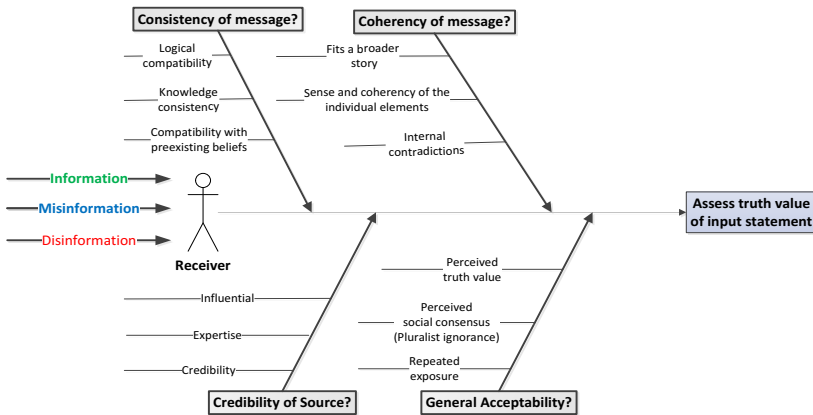 Consistency of message?
Coherency of message?
Logical
compatibility
Knowledge
consistency
Compatibility with
preexisting beliefs
Fits a broader
story
Sense and coherency of the
individual elements
Internal
contradictions
Information
Misinformation
Disinformation
Receiver
Assess truth value
of input statement
Influential
Expertise
Credibility
Perceived
truth value
Perceived
social consensus
(Pluralist ignorance)
Repeated
exposure
Credibility of Source?
General Acceptability?